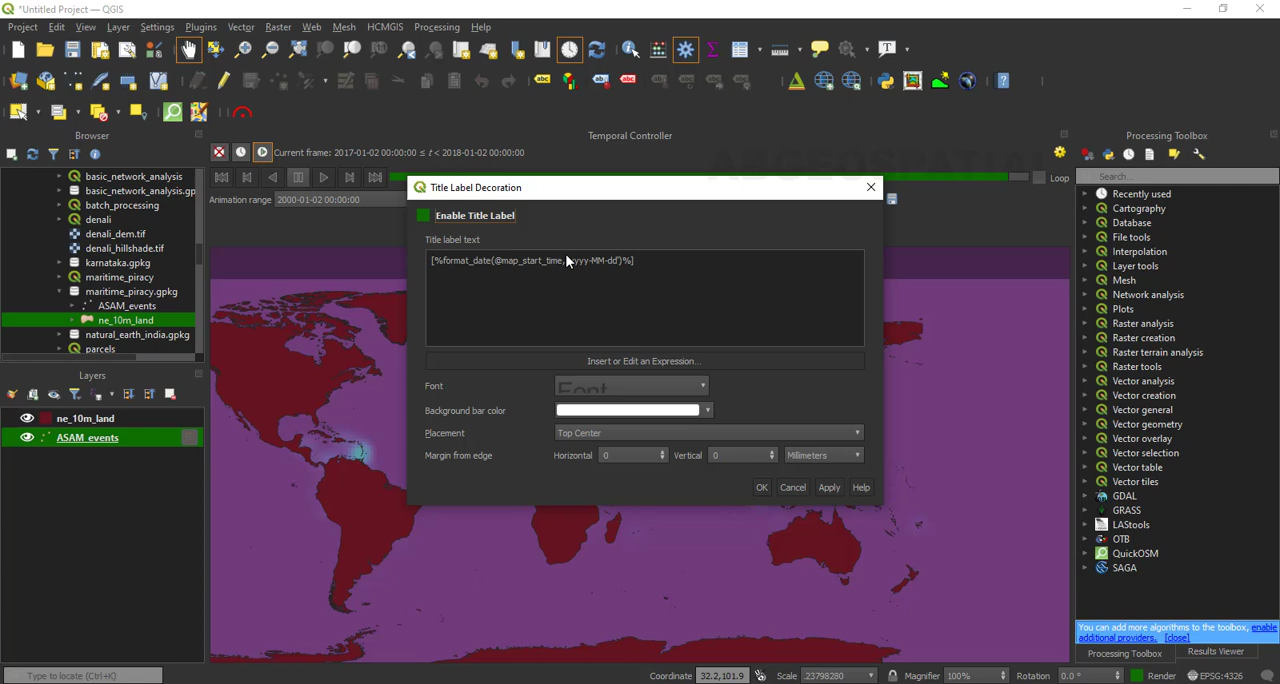 *Untitled Project — QGIS
Project Edit View Layer Settings Plugins Vector Raster Web Mesh HCMGIS Processing Help
Browser
Temporal Controller
Processing Toolbox
Current frame: 2017-01-02 00:00:00 ≤ t < 2018-01-02 00:00:00
Search...
Loop
Animation range 2000-01-02 00:00:00
basic_network_analysis
basic_network_analysis.gp
batch_processing
denali
denali_dem.tif
denali_hillshade.tif
karnataka.gpkg
maritime_piracy
maritime_piracy.gpkg
ASAM_events
ne_10m_land
natural_earth_india.gpkg
parcels
Layers
ne_10m_land
ASAM_events
Title Label Decoration
Enable Title Label
Title label text
Insert or Edit an Expression...
Font Font
Background bar color
Placement Top Center
Margin from edge Horizontal 0 Vertical 0 Millimeters
OK Cancel Apply Help
Recently used
Cartography
Database
File tools
Interpolation
Layer tools
Mesh
Network analysis
Plots
Raster analysis
Raster creation
Raster terrain analysis
Raster tools
Vector analysis
Vector creation
Vector general
Vector geometry
Vector overlay
Vector selection
Vector table
Vector tiles
GDAL
GRASS
LAStools
OTB
QuickOSM
SAGA
You can add more algorithms to the toolbox, enable
additional providers. [close]
Processing Toolbox Results Viewer
Type to locate (Ctrl+K)
Coordinate 32.2,101.9 Scale 23798280 Magnifier 100% Rotation 0.0 ° Render EPSG:4326